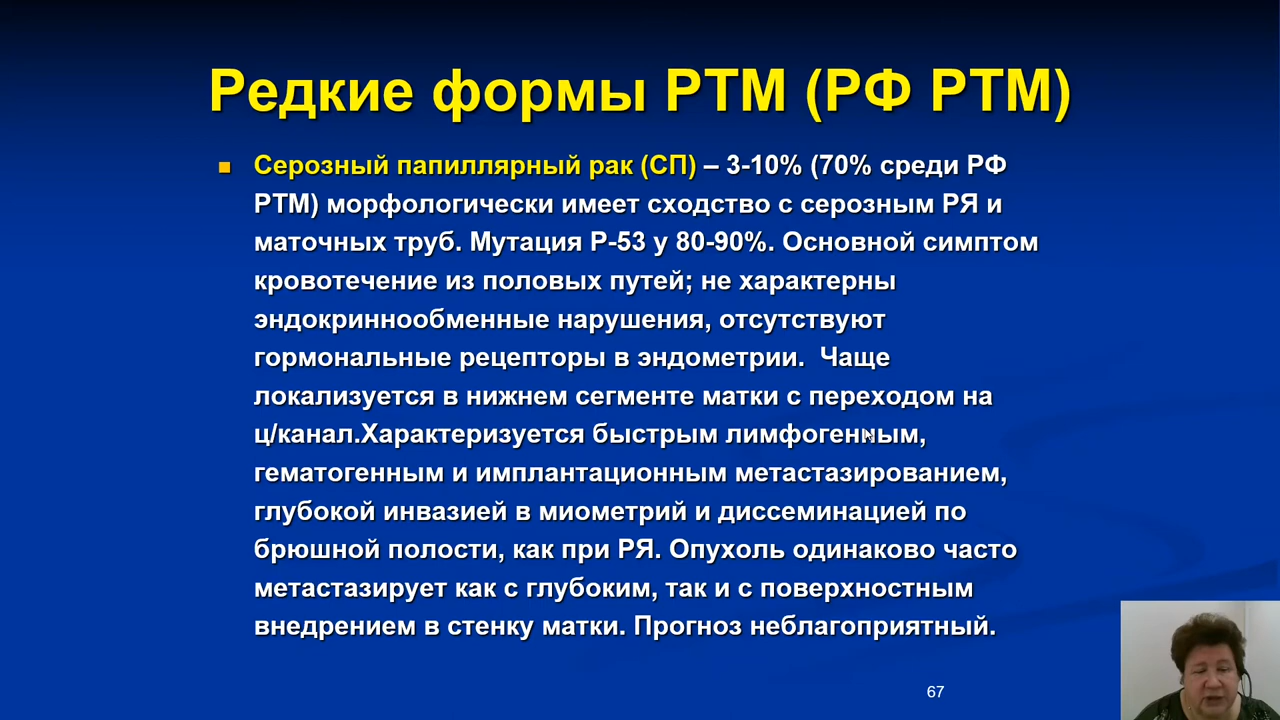 Редкие формы РТМ (РФ РТМ)
Серозный папиллярный рак (СП) – 3-10% (70% среди РФ
РТМ) морфологически имеет сходство с серозным РЯ и
маточных труб. Мутация Р-53 у 80-90%. Основной симптом
кровотечение из половых путей; не характерны
эндокриннообменные нарушения, отсутствуют
гормональные рецепторы в эндометрии.  Чаще
локализуется в нижнем сегменте матки с переходом на
ц/канал.Характеризуется быстрым лимфогенным,
гематогенным и имплантационным метастазированием,
глубокой инвазией в миометрий и диссеминацией по
брюшной полости, как при РЯ. Опухоль одинаково часто
метастазирует как с глубоким, так и с поверхностным
внедрением в стенку матки. Прогноз неблагоприятный.
67